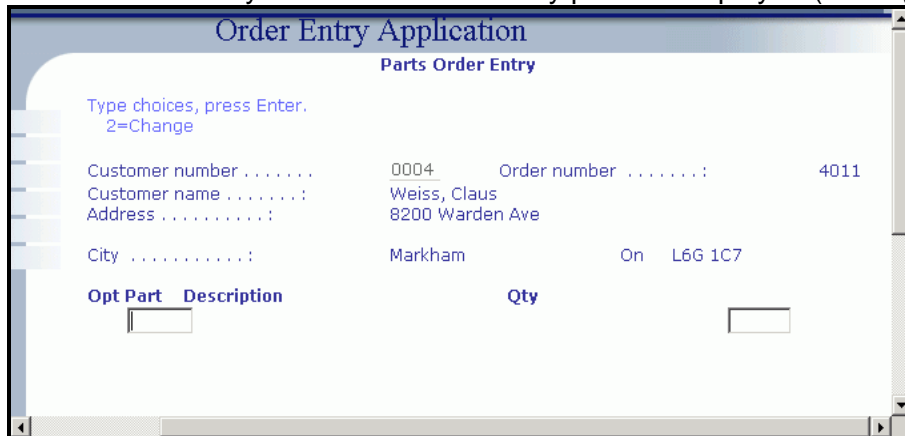 Order Entry Application
Parts Order Entry
Type choices, press Enter.
2=Change
Customer number . . . . . . . 0004 Order number . . . . . . . : 4011
Customer name . . . . . . . : Weiss, Claus
Address . . . . . . . . . . : 8200 Warden Ave
City . . . . . . . . . . . : Markham On L6G 1C7
Opt Part Description Qty